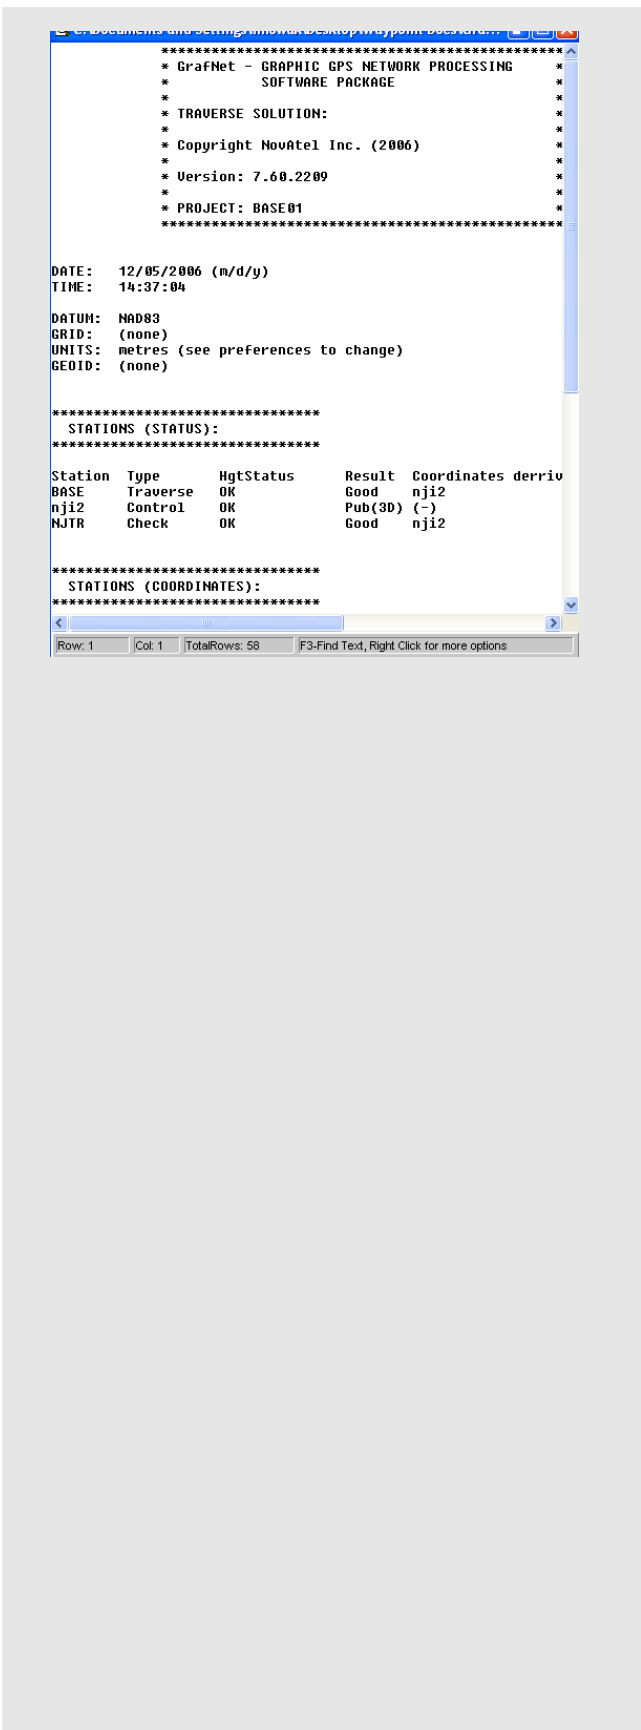 * GrafNet - GRAPHIC GPS NETWORK PROCESSING *
* SOFTWARE PACKAGE *
* *
* TRAVERSE SOLUTION: *
* *
* Copyright NovAtel Inc. (2006) *
* *
* Version: 7.60.2209 *
* *
* PROJECT: BASE01 *
*************************************************
DATE: 12/05/2006 (m/d/y)
TIME: 14:37:04
DATUM: NAD83
GRID: (none)
UNITS: metres (see preferences to change)
GEOID: (none)
********************************
STATIONS (STATUS):
********************************
Station Type HgtStatus Result Coordinates derriv
BASE Traverse OK Good nji2
nji2 Control OK Pub(3D) (-)
NJTR Check OK Good nji2
********************************
STATIONS (COORDINATES):
********************************
Row: 1 Col: 1 TotalRows: 58 F3-Find Text, Right Click for more options